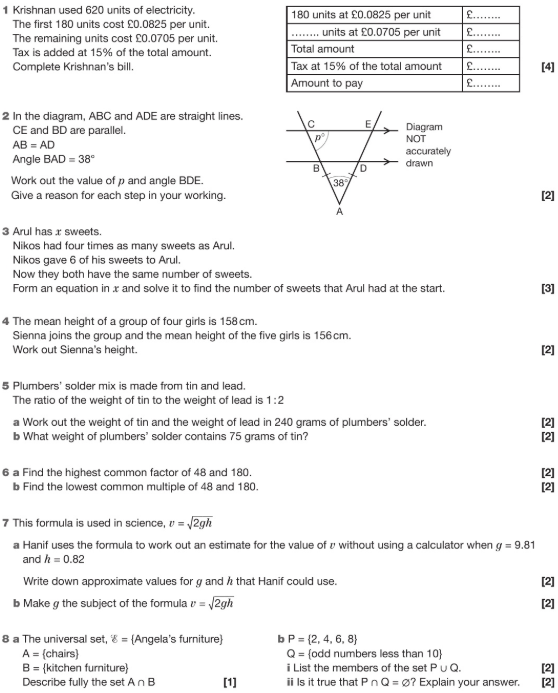 1 Krishnan used 620 units of electricity.
The first 180 units cost £0.0825 per unit.
The remaining units cost £0.0705 per unit.
Tax is added at 15% of the total amount.
Complete Krishnan's bill.
180 units at £0.0825 per unit £........
........ units at £0.0705 per unit £........
Total amount £........
Tax at 15% of the total amount £........
Amount to pay £........
[4]
2 In the diagram, ABC and ADE are straight lines.
CE and BD are parallel.
AB = AD
Angle BAD = 38°
Work out the value of p and angle BDE.
Give a reason for each step in your working.
[2]
C E
p°
B D
38°
A
Diagram
NOT
accurately
drawn
3 Arul has x sweets.
Nikos had four times as many sweets as Arul.
Nikos gave 6 of his sweets to Arul.
Now they both have the same number of sweets.
Form an equation in x and solve it to find the number of sweets that Arul had at the start. [3]
4 The mean height of a group of four girls is 158 cm.
Sienna joins the group and the mean height of the five girls is 156 cm.
Work out Sienna's height. [2]
5 Plumbers' solder mix is made from tin and lead.
The ratio of the weight of tin to the weight of lead is 1:2
a Work out the weight of tin and the weight of lead in 240 grams of plumbers' solder. [2]
b What weight of plumbers' solder contains 75 grams of tin? [2]
6 a Find the highest common factor of 48 and 180. [2]
b Find the lowest common multiple of 48 and 180. [2]
7 This formula is used in science, v = √2gh
a Hanif uses the formula to work out an estimate for the value of v without using a calculator when g = 9.81
and h = 0.82
Write down approximate values for g and h that Hanif could use. [2]
b Make g the subject of the formula v = √2gh [2]
8 a The universal set, ℰ = {Angela's furniture}
A = {chairs}
B = {kitchen furniture}
Describe fully the set A ∩ B [1]
b P = {2, 4, 6, 8}
Q = {odd numbers less than 10}
i List the members of the set P ∪ Q. [2]
ii Is it true that P ∩ Q = ∅? Explain your answer. [2]